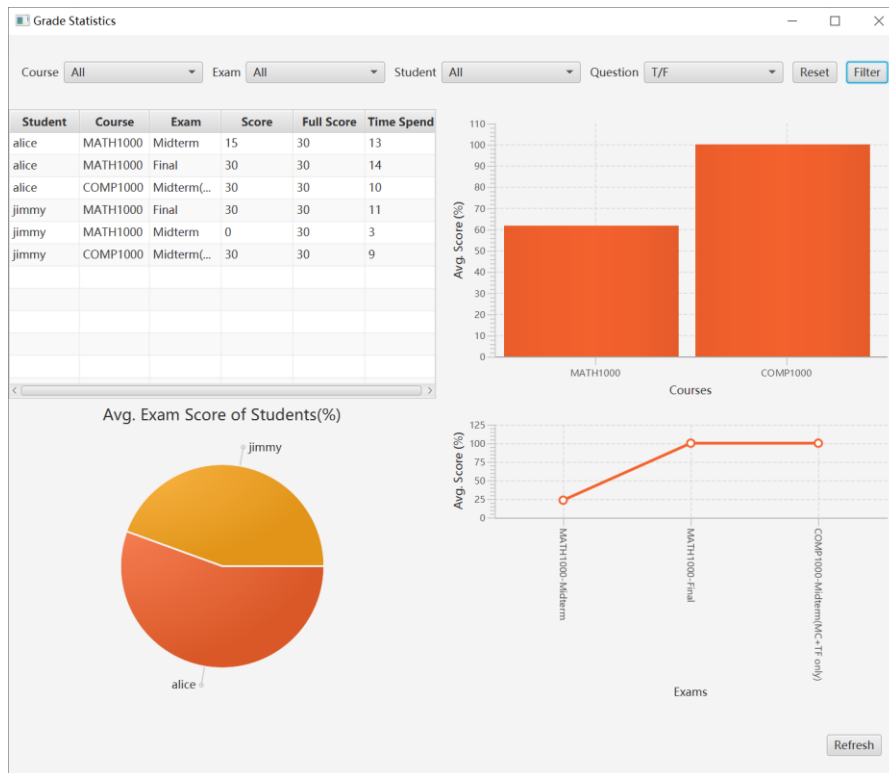 Grade Statistics
Course All Exam All Student All Question T/F Reset Filter
Student Course Exam Score Full Score Time Spend
alice MATH1000 Midterm 15 30 13
alice MATH1000 Final 30 30 14
alice COMP1000 Midterm(... 30 30 10
jimmy MATH1000 Final 30 30 11
jimmy MATH1000 Midterm 0 30 3
jimmy COMP1000 Midterm(... 30 30 9
110
100
90
80
70
60
50
40
30
20
10
0
Avg. Score (%)
MATH1000 COMP1000
Courses
Avg. Exam Score of Students(%)
jimmy
alice
125
100
75
50
25
0
Avg. Score (%)
MATH1000-Midterm
MATH1000-Final
COMP1000-Midterm(MC+TF only)
Exams
Refresh